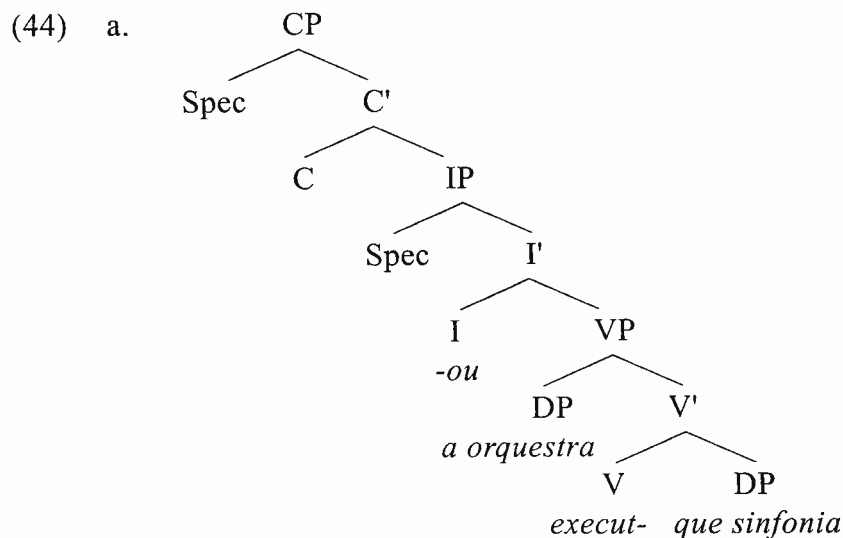 (44) a. CP
Spec C'
C IP
Spec I'
I VP
-ou
DP V'
a orquestra
V DP
execut- que sinfonia